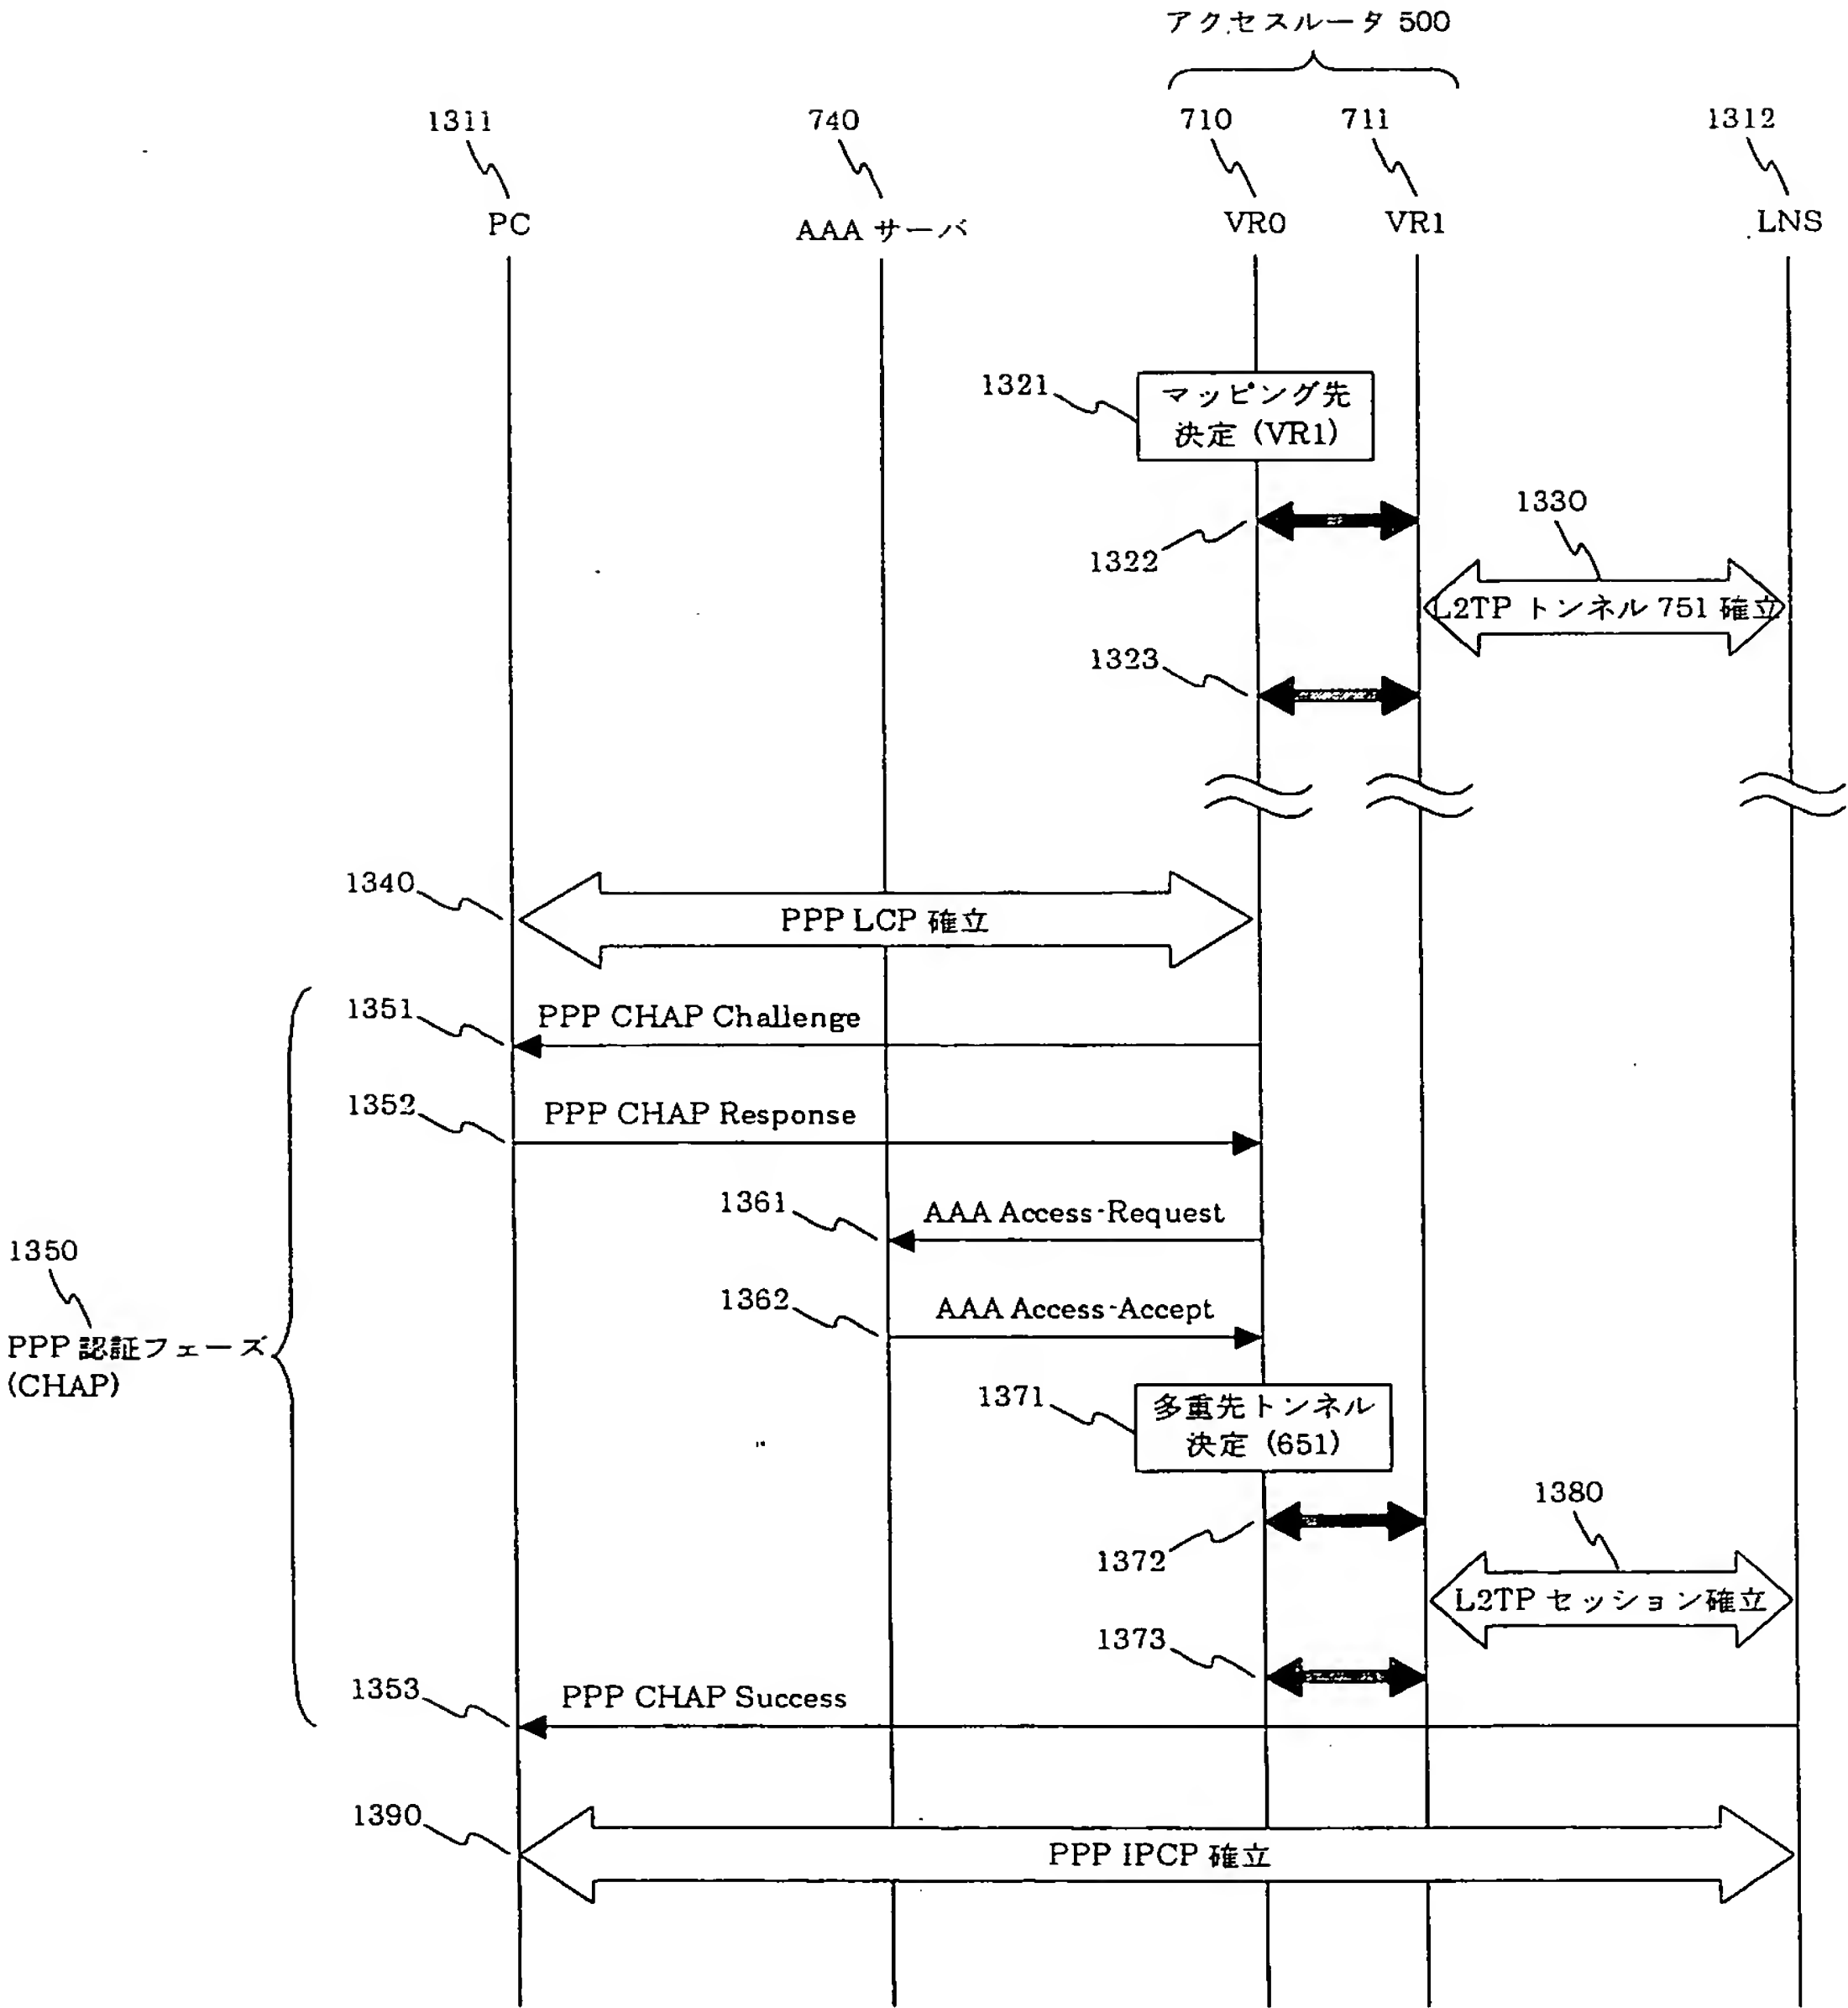 アクセスルータ 500
1311
740
710
711
1312
PC
AAA サーバ
VR0
VR1
LNS
1321
マッピング先
決定 (VR1)
1330
1322
L2TP トンネル 751 確立
1323
1340
PPP LCP 確立
1351
PPP CHAP Challenge
1352
PPP CHAP Response
1361
AAA Access-Request
1350
PPP 認証フェーズ
(CHAP)
1362
AAA Access-Accept
1371
多重先トンネル
決定 (651)
1380
1372
L2TP セッション確立
1373
1353
PPP CHAP Success
1390
PPP IPCP 確立